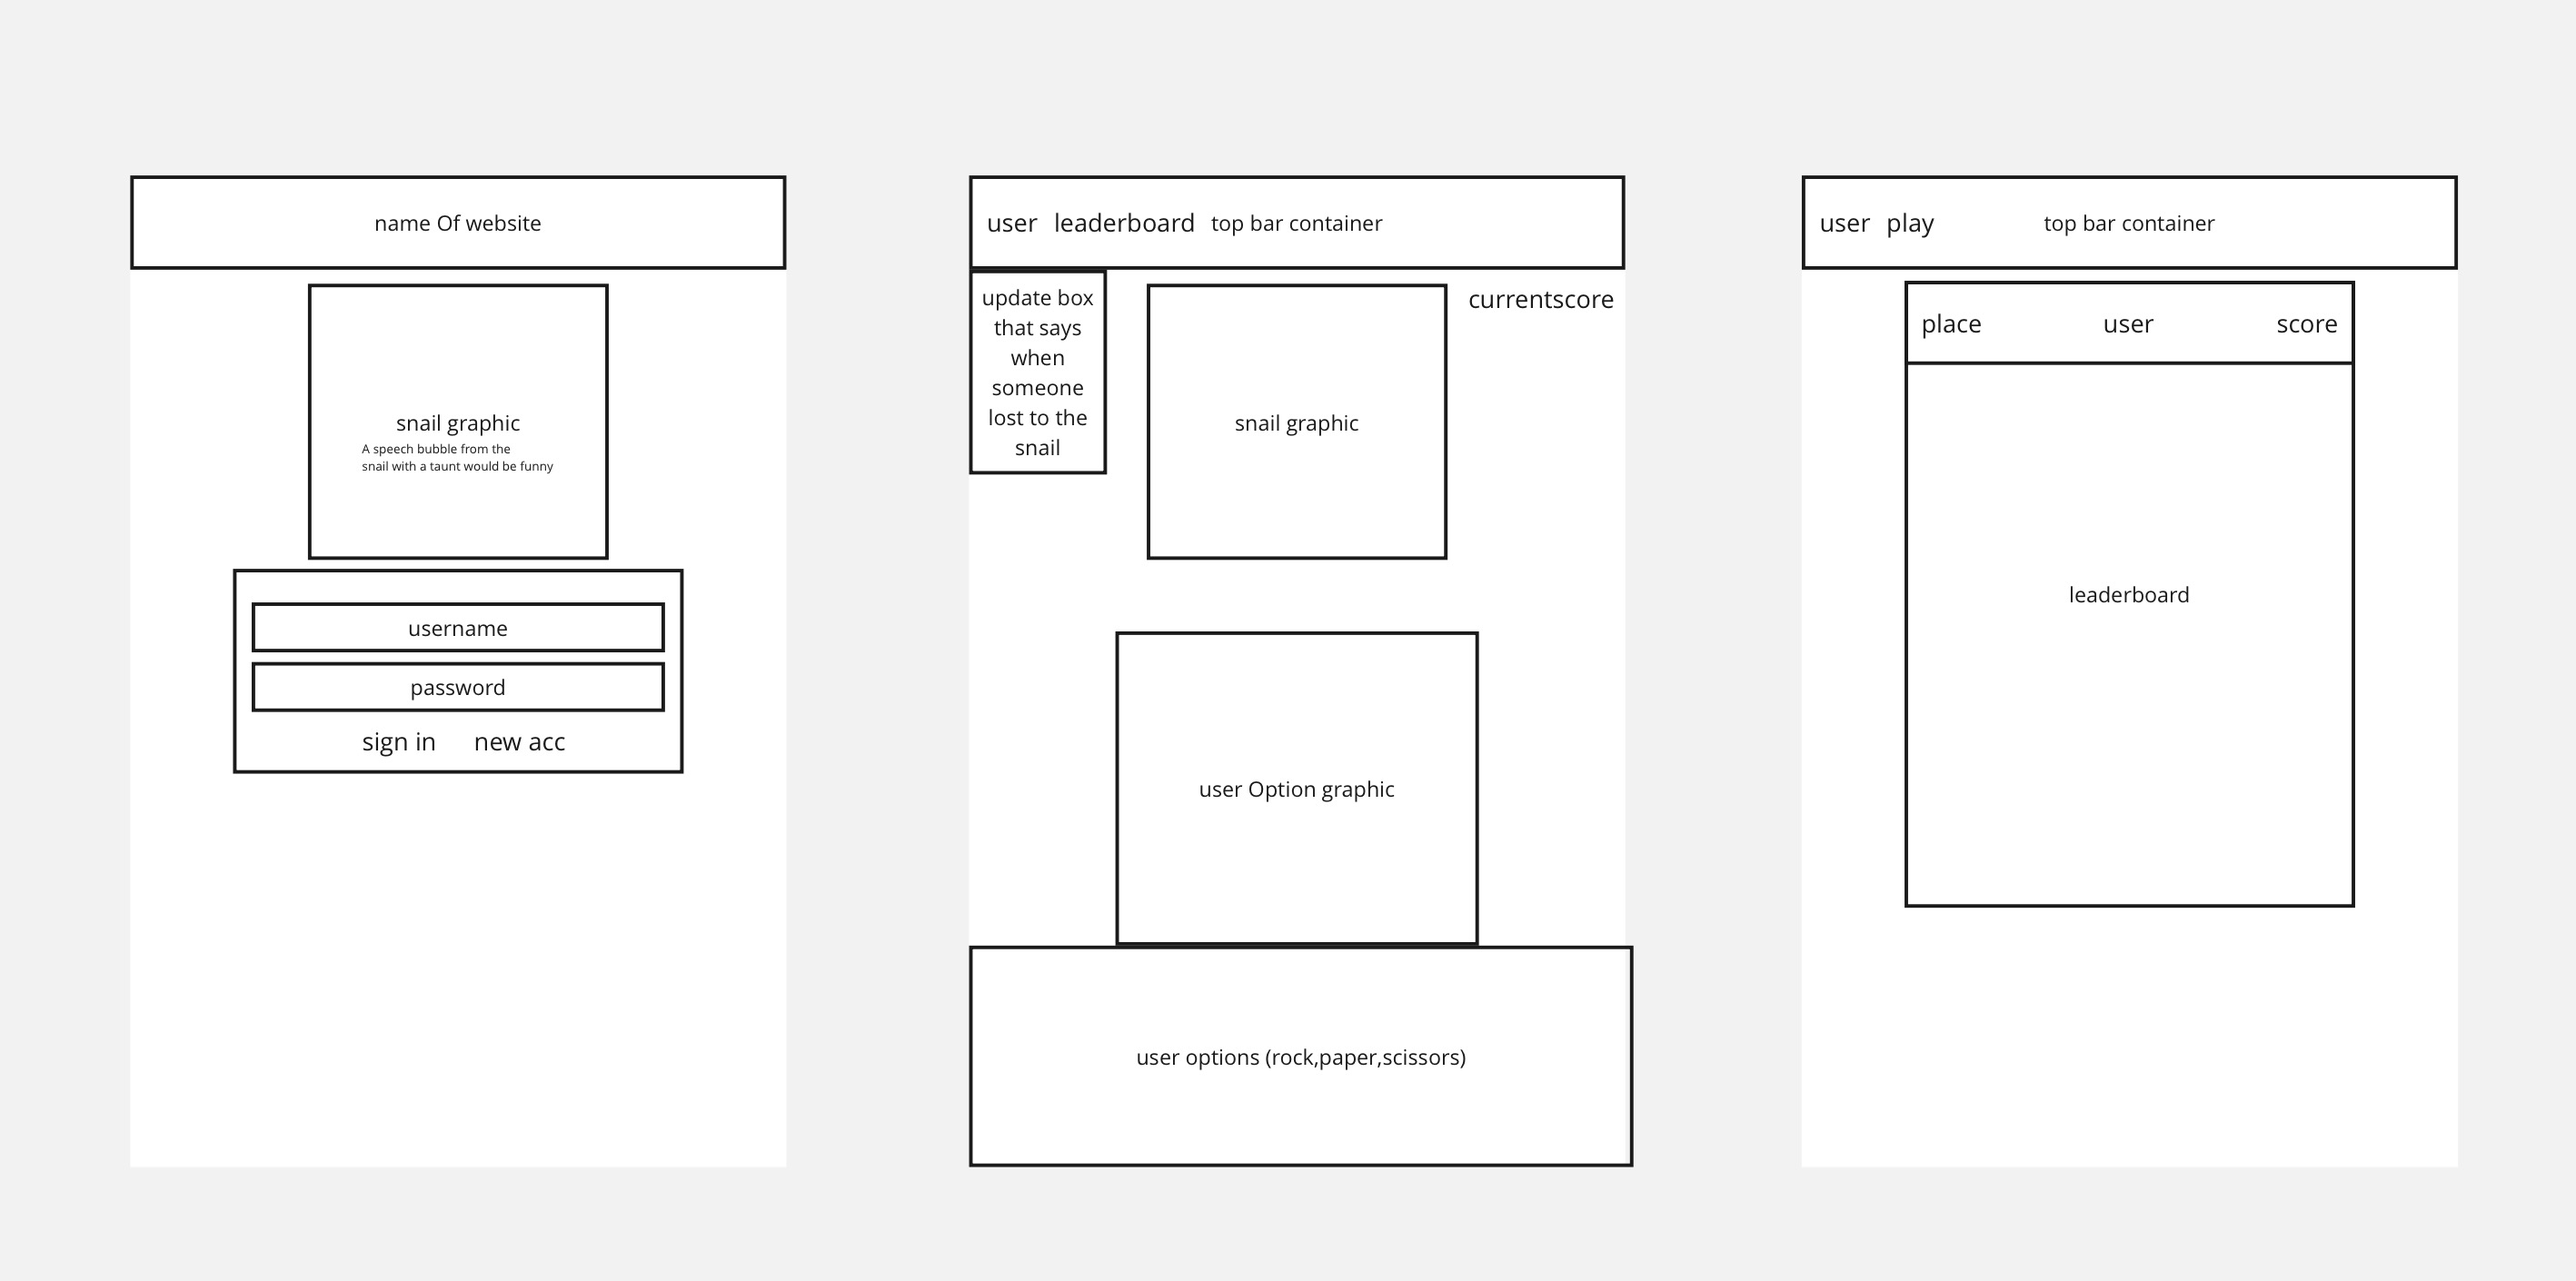 name Of website
snail graphic
A speech bubble from the
snail with a taunt would be funny
username
password
sign in new acc
user leaderboard top bar container
update box
that says
when
someone
lost to the
snail
snail graphic
currentscore
user Option graphic
user options (rock,paper,scissors)
user play top bar container
place user score
leaderboard